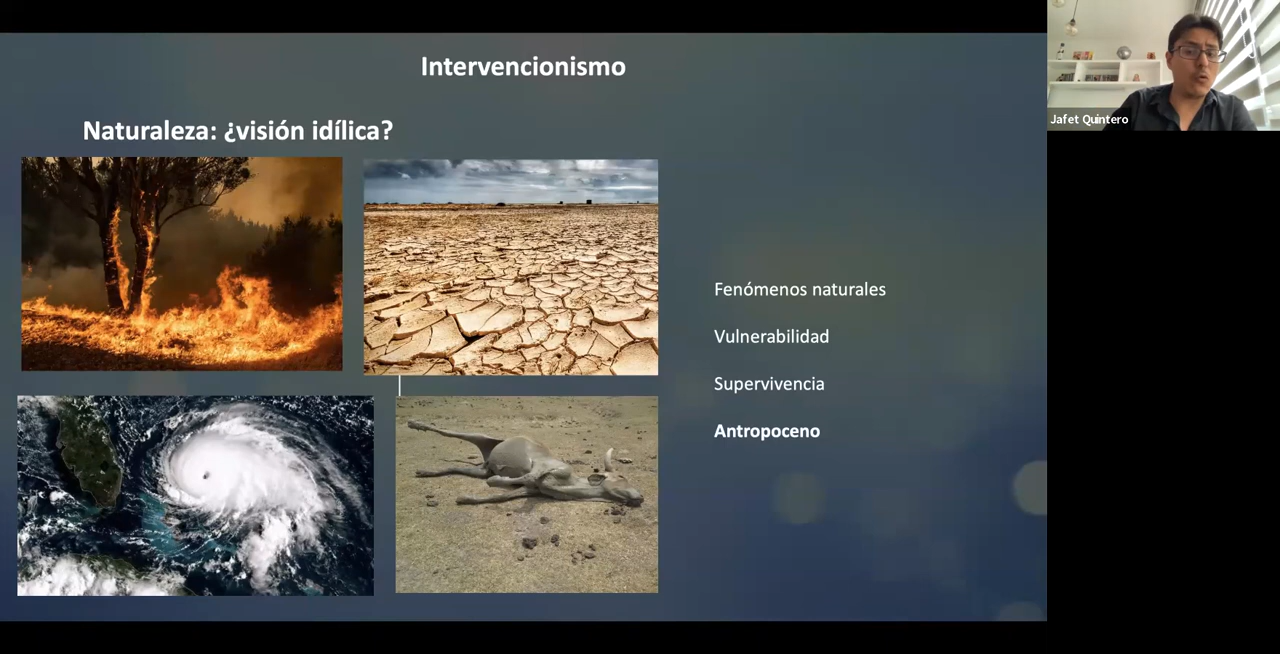 Intervencionismo
Naturaleza: ¿visión idílica?
Fenómenos naturales
Vulnerabilidad
Supervivencia
Antropoceno
Jafet Quintero